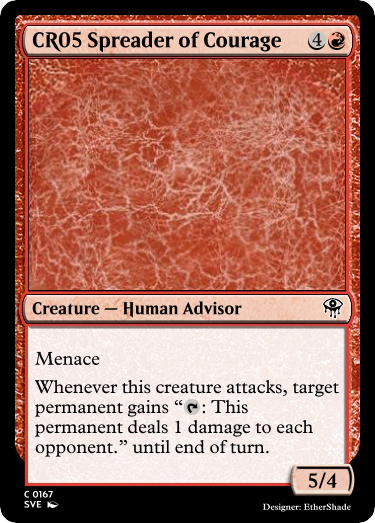 CR05 Spreader of Courage 4
Creature — Human Advisor
Menace
Whenever this creature attacks, target
permanent gains “: This
permanent deals 1 damage to each
opponent.” until end of turn.
5/4
C 0167
SVE
Designer: EtherShade